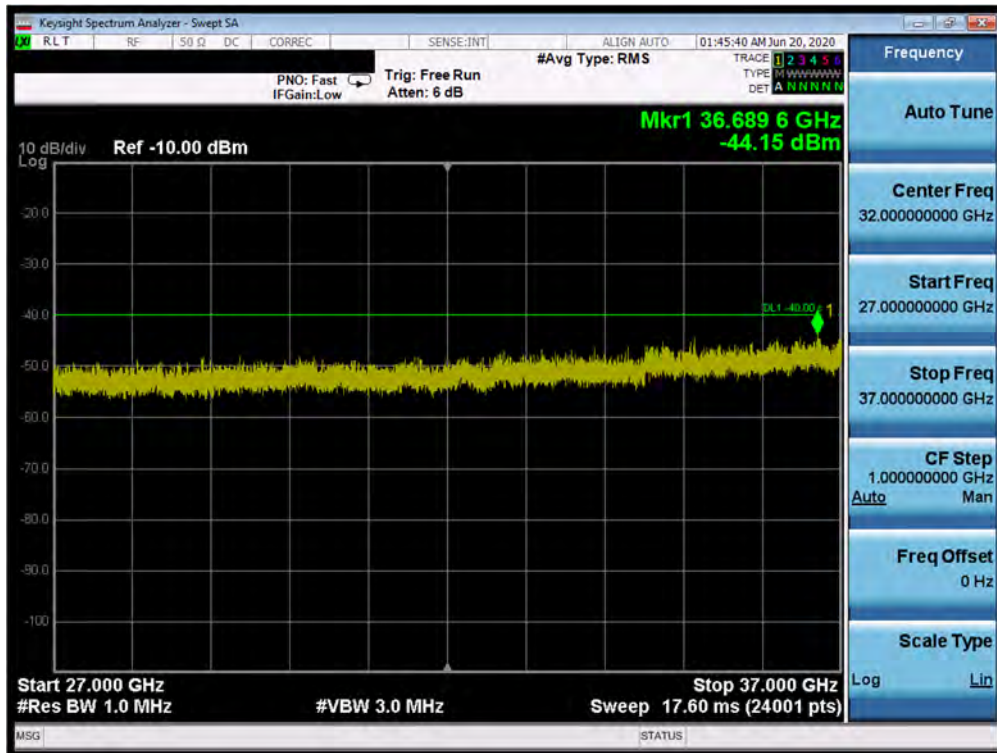 Keysight Spectrum Analyzer - Swept SA
LXI RLT RF 50 Ω DC CORREC SENSE:INT ALIGN AUTO 01:45:40 AM Jun 20, 2020
#Avg Type: RMS
TRACE 1 2 3 4 5 6
PNO: Fast Trig: Free Run TYPE M WWWWW
IFGain:Low Atten: 6 dB DET A N N N N N
Mkr1 36.689 6 GHz
10 dB/div Ref -10.00 dBm -44.15 dBm
Log
-20.0
-30.0
-40.0
DL1 -40.00
1
-50.0
-60.0
-70.0
-80.0
-90.0
-100
Start 27.000 GHz Stop 37.000 GHz
#Res BW 1.0 MHz #VBW 3.0 MHz Sweep 17.60 ms (24001 pts)
MSG STATUS
Frequency
Auto Tune
Center Freq
32.000000000 GHz
Start Freq
27.000000000 GHz
Stop Freq
37.000000000 GHz
CF Step
1.000000000 GHz
Auto Man
Freq Offset
0 Hz
Scale Type
Log Lin